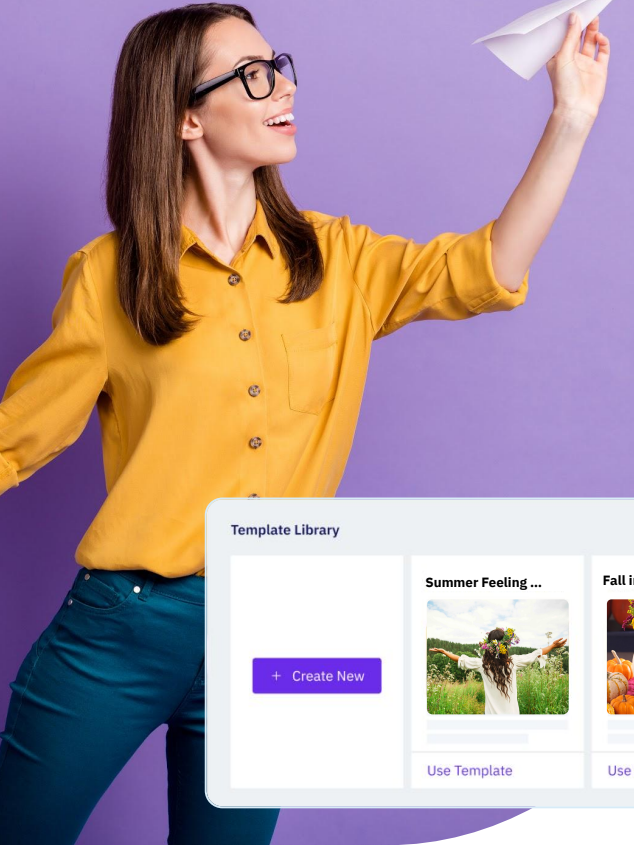 Template Library
Summer Feeling ...
Fall i
+ Create New
Use Template
Use